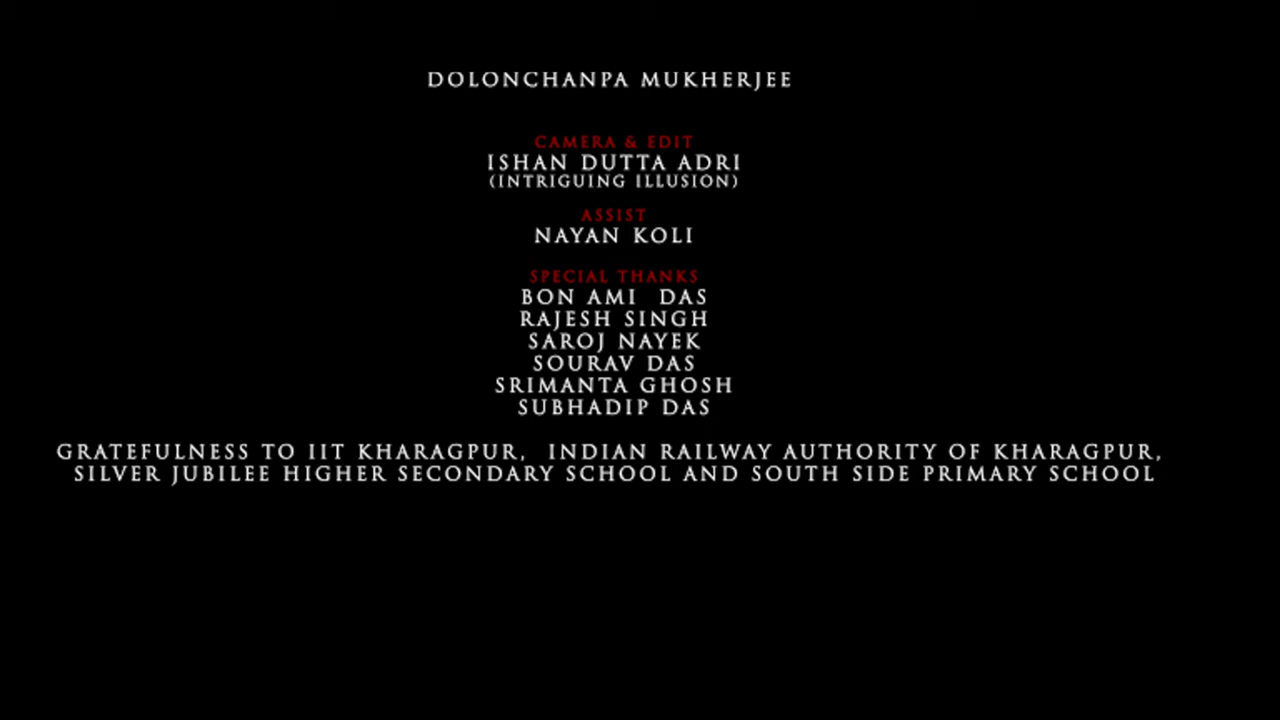 DOLONCHANPA MUKHERJEE
CAMERA & EDIT
ISHAN DUTTA ADRI
(INTRIGUING ILLUSION)
ASSIST
NAYAN KOLI
SPECIAL THANKS
BON AMI  DAS
RAJESH SINGH
SAROJ NAYEK
SOURAV DAS
SRIMANTA GHOSH
SUBHADIP DAS
GRATEFULNESS TO IIT KHARAGPUR,  INDIAN RAILWAY AUTHORITY OF KHARAGPUR,
SILVER JUBILEE HIGHER SECONDARY SCHOOL AND SOUTH SIDE PRIMARY SCHOOL